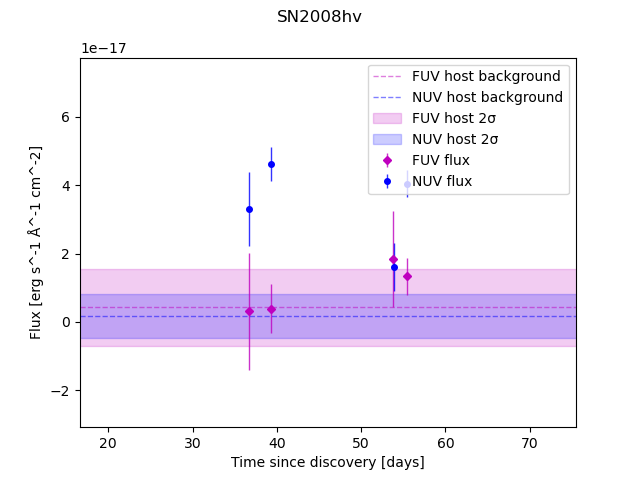 SN2008hv
1e−17
FUV host background
NUV host background
FUV host 2σ
NUV host 2σ
FUV flux
NUV flux
6
4
2
0
−2
Flux [erg s^-1 Å^-1 cm^-2]
20 30 40 50 60 70
Time since discovery [days]